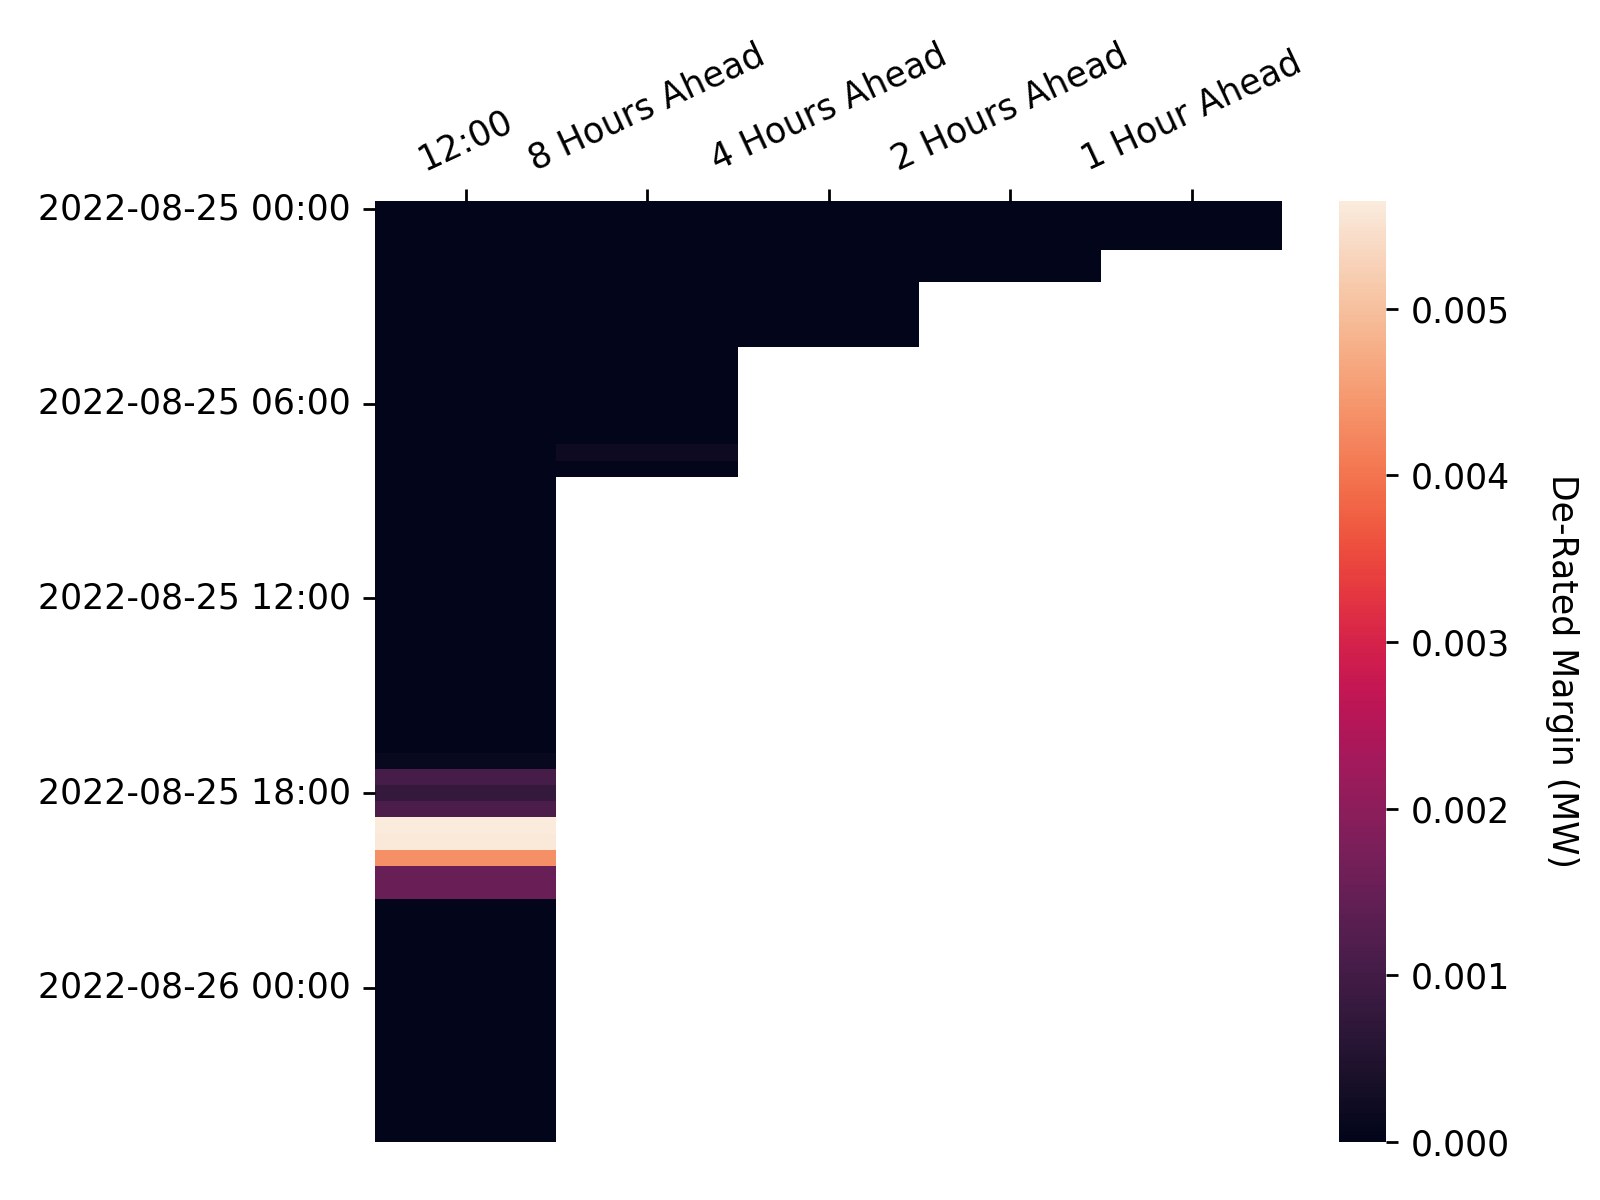 12:00
8 Hours Ahead
4 Hours Ahead
2 Hours Ahead
1 Hour Ahead
2022-08-25 00:00
2022-08-25 06:00
2022-08-25 12:00
2022-08-25 18:00
2022-08-26 00:00
0.005
0.004
0.003
0.002
0.001
0.000
De-Rated Margin (MW)